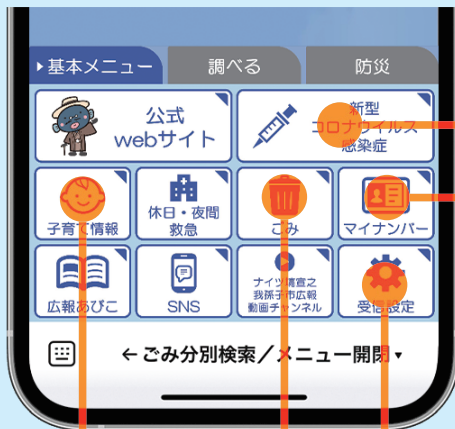 ▸基本メニュー
調べる
防災
公式
webサイト
新型
コロナウイルス
感染症
子育て情報
休日・夜間
救急
ごみ
マイナンバー
広報あびこ
SNS
ナイツ塙宣之
我孫子市広報
動画チャンネル
受信設定
←ごみ分別検索/メニュー開閉▾